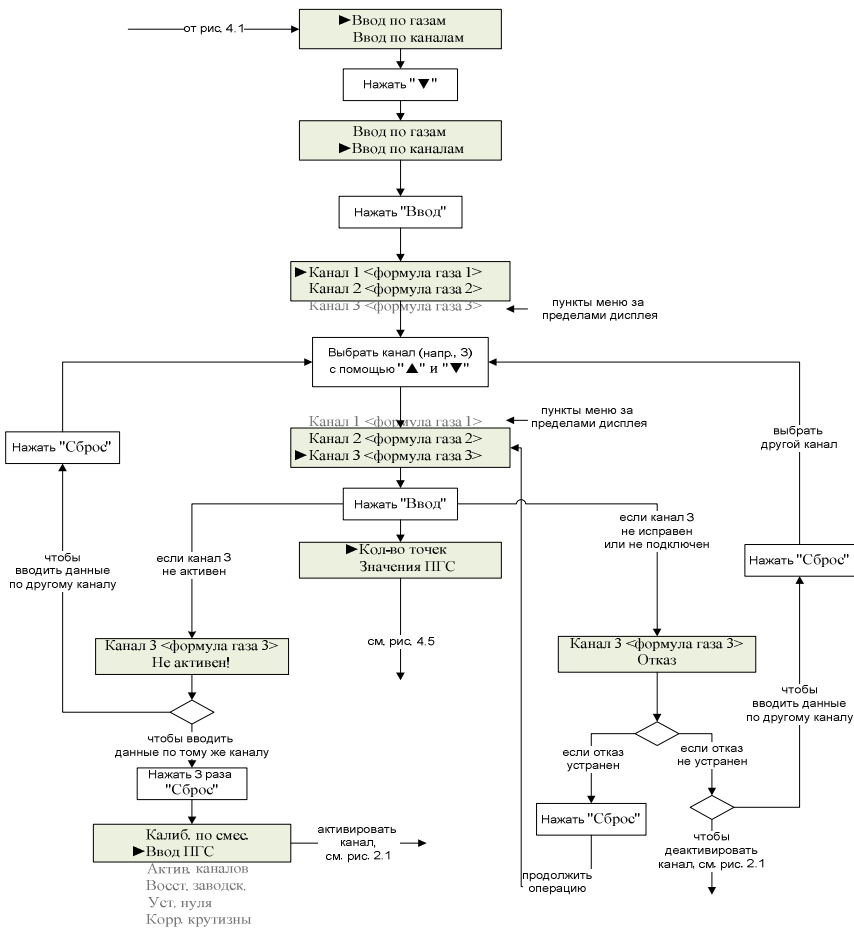 от рис. 4.1
►Ввод по газам
Ввод по каналам
Нажать "▼"
Ввод по газам
►Ввод по каналам
Нажать "Ввод"
►Канал 1 <формула газа 1>
Канал 2 <формула газа 2>
Канал 3 <формула газа 3>
пункты меню за
пределами дисплея
Выбрать канал (напр., 3)
с помощью "▲" и "▼"
Канал 1 <формула газа 1>
Канал 2 <формула газа 2>
►Канал 3 <формула газа 3>
пункты меню за
пределами дисплея
Нажать "Сброс"
выбрать
другой канал
Нажать "Ввод"
чтобы
вводить данные
по другому каналу
если канал 3
не активен
►Кол-во точек
Значения ПГС
если канал 3
не исправен
или не подключен
Нажать "Сброс"
см. рис. 4.5
Канал 3 <формула газа 3>
Не активен!
Канал 3 <формула газа 3>
Отказ
чтобы
вводить данные
по другому каналу
чтобы вводить
данные по тому же каналу
если отказ
устранен
если отказ
не устранен
Нажать 3 раза
"Сброс"
Нажать "Сброс"
Калиб. по смес.
►Ввод ПГС
Актив. каналов
Восст. заводск.
Уст. нуля
Корр. крутизны
активировать
канал,
см. рис. 2.1
продолжить
операцию
чтобы
деактивировать
канал, см. рис. 2.1